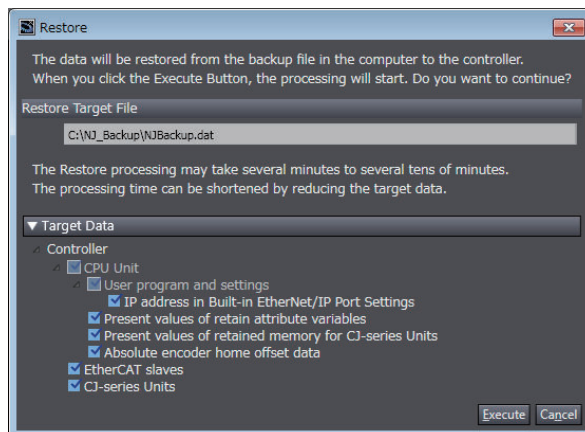 Restore
The data will be restored from the backup file in the computer to the controller.
When you click the Execute Button, the processing will start. Do you want to continue?
Restore Target File
C:\NJ_Backup\NJBackup.dat
The Restore processing may take several minutes to several tens of minutes.
The processing time can be shortened by reducing the target data.
▼ Target Data
Controller
CPU Unit
User program and settings
IP address in Built-in EtherNet/IP Port Settings
Present values of retain attribute variables
Present values of retained memory for CJ-series Units
Absolute encoder home offset data
EtherCAT slaves
CJ-series Units
Execute Cancel